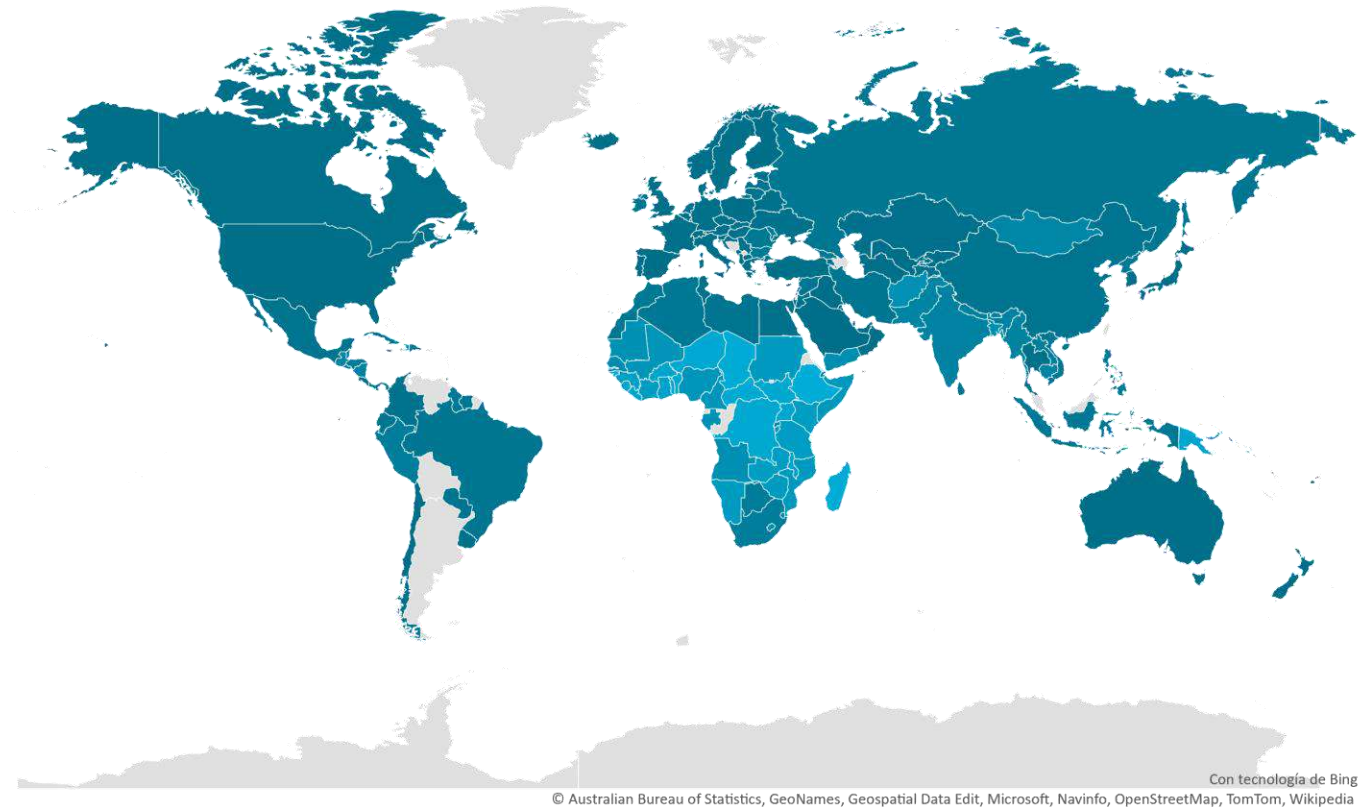 Con tecnología de Bing
© Australian Bureau of Statistics, GeoNames, Geospatial Data Edit, Microsoft, Navinfo, OpenStreetMap, TomTom, Wikipedia